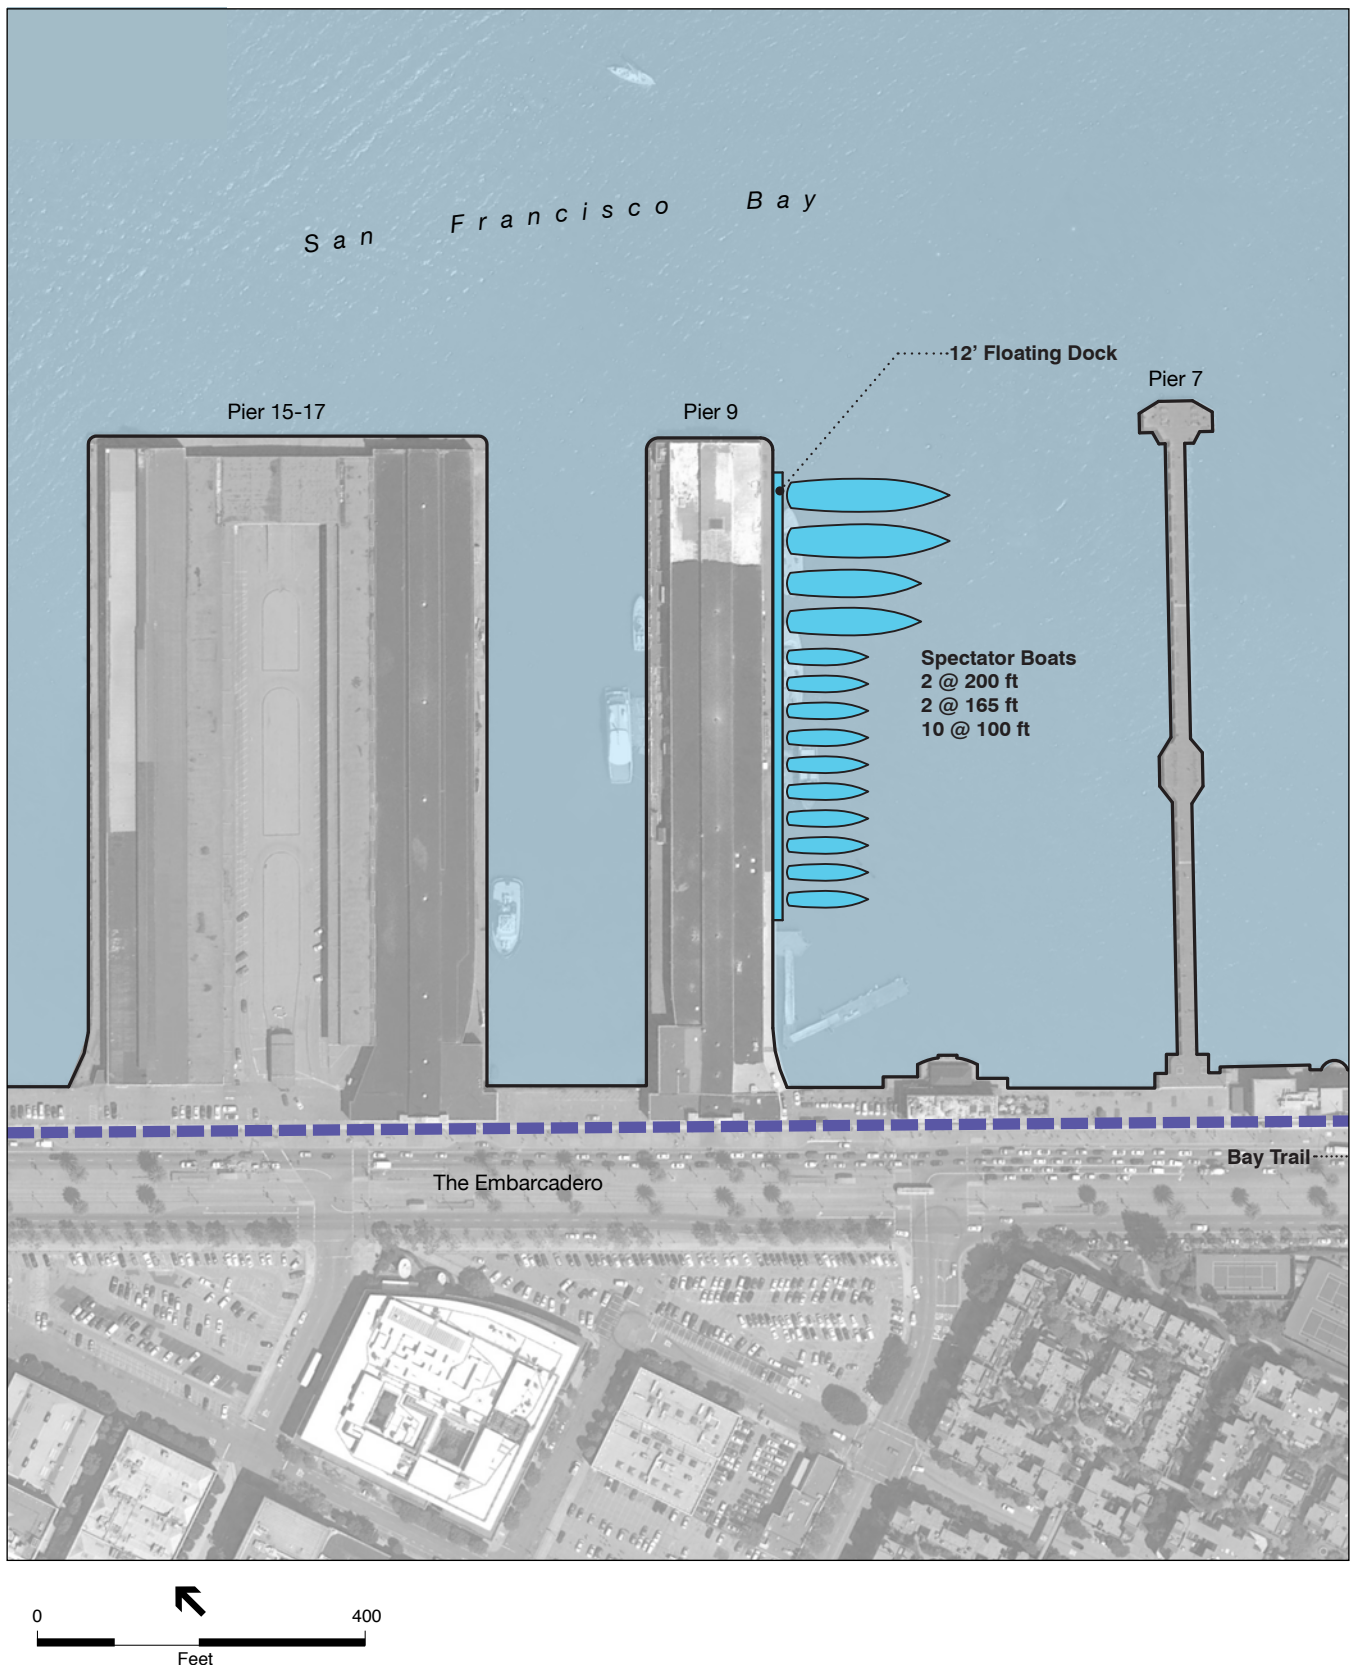 San Francisco Bay
12’ Floating Dock
Pier 7
Pier 15-17
Pier 9
Spectator Boats
2 @ 200 ft
2 @ 165 ft
10 @ 100 ft
Bay Trail
The Embarcadero
0 400
Feet